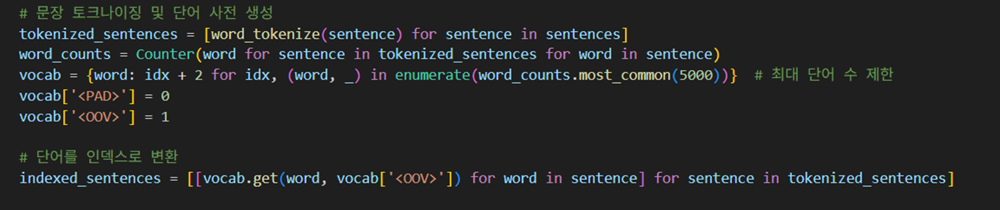 # 문장 토크나이징 및 단어 사전 생성
tokenized_sentences = [word_tokenize(sentence) for sentence in sentences]
word_counts = Counter(word for sentence in tokenized_sentences for word in sentence)
vocab = {word: idx + 2 for idx, (word, _) in enumerate(word_counts.most_common(5000))}  # 최대 단어 수 제한
vocab['<PAD>'] = 0
vocab['<OOV>'] = 1
# 단어를 인덱스로 변환
indexed_sentences = [[vocab.get(word, vocab['<OOV>']) for word in sentence] for sentence in tokenized_sentences]